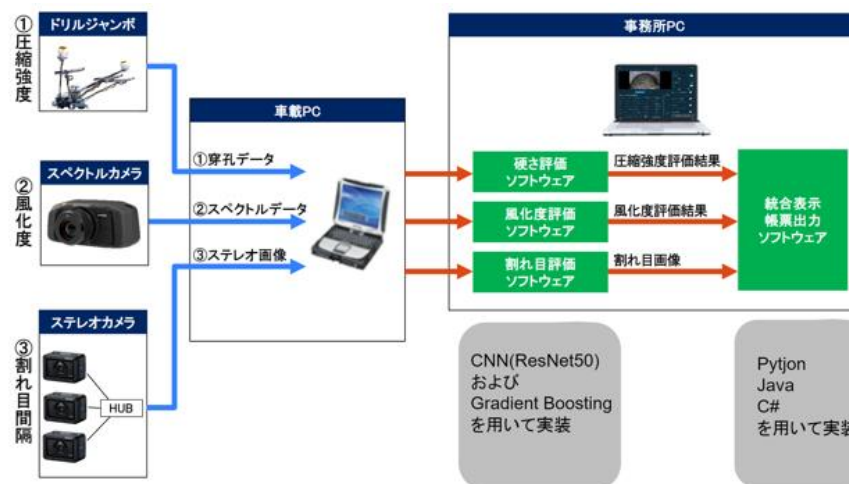 ①圧縮強度
ドリルジャンボ
②風化度
スペクトルカメラ
③割れ目間隔
ステレオカメラ
HUB
車載PC
①穿孔データ
②スペクトルデータ
③ステレオ画像
事務所PC
硬さ評価
ソフトウェア
圧縮強度評価結果
風化度評価
ソフトウェア
風化度評価結果
割れ目評価
ソフトウェア
割れ目画像
統合表示
帳票出力
ソフトウェア
CNN(ResNet50)
および
Gradient Boosting
を用いて実装
Pytjon
Java
C#
を用いて実装